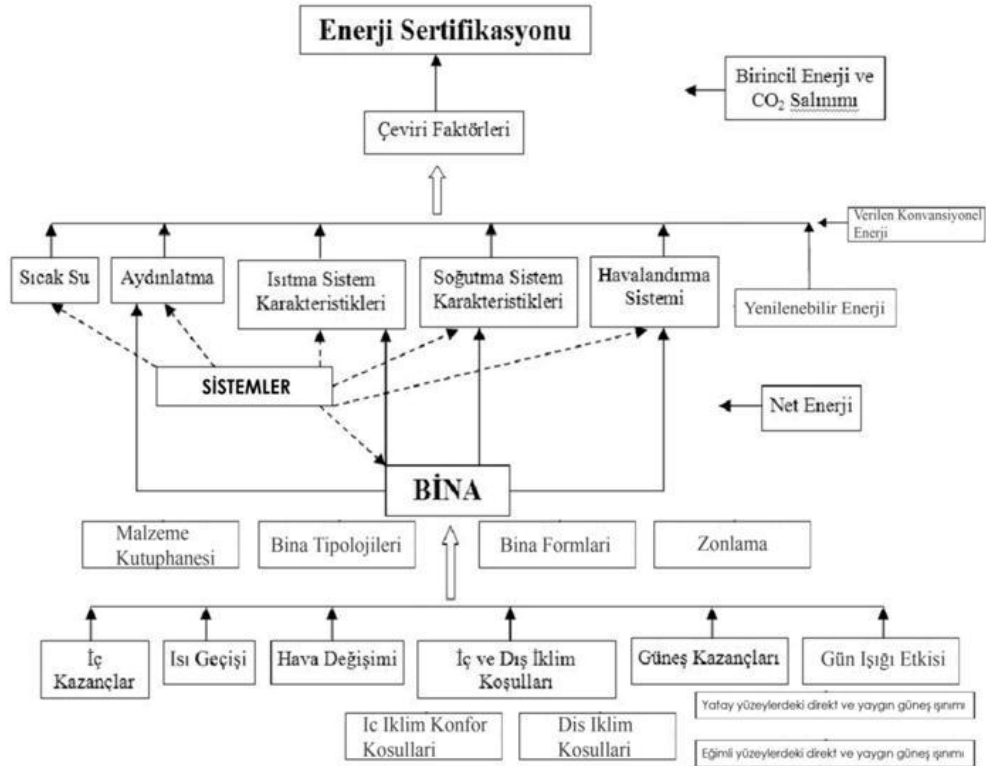 Enerji Sertifikasyonu
Birincil Enerji ve
CO₂ Salınımı
Çeviri Faktörleri
Verilen Konvansiyonel
Enerji
Sıcak Su
Aydınlatma
Isıtma Sistem
Karakteristikleri
Soğutma Sistem
Karakteristikleri
Havalandırma
Sistemi
Yenilenebilir Enerji
SİSTEMLER
Net Enerji
BİNA
Malzeme
Kutuphanesi
Bina Tipolojileri
Bina Formlari
Zonlama
İç
Kazançlar
Isı Geçişi
Hava Değişimi
İç ve Dış İklim
Koşulları
Güneş Kazançları
Gün Işığı Etkisi
Ic Iklim Konfor
Kosullari
Dis Iklim
Kosullari
Yatay yüzeylerdeki direkt ve yaygın güneş ışınımı
Eğimli yüzeylerdeki direkt ve yaygın güneş ışınımı